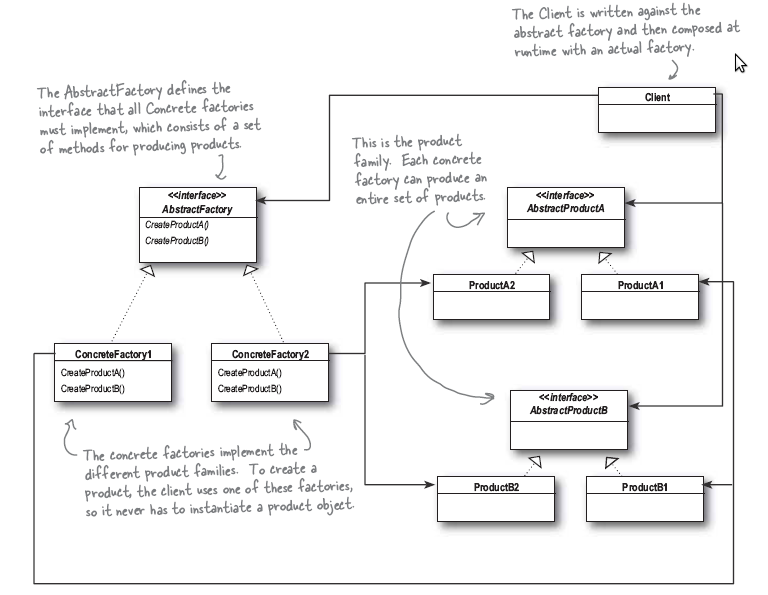 The Client is written against the
abstract factory and then composed at
runtime with an actual factory.
Client
The AbstractFactory defines the
interface that all Concrete factories
must implement, which consists of a set
of methods for producing products.
This is the product
family. Each concrete
factory can produce an
entire set of products.
<<interface>>
AbstractFactory
CreateProductA()
CreateProductB()
<<interface>>
AbstractProductA
ProductA2
ProductA1
ConcreteFactory1
CreateProductA()
CreateProductB()
ConcreteFactory2
CreateProductA()
CreateProductB()
<<interface>>
AbstractProductB
ProductB2
ProductB1
The concrete factories implement the
different product families. To create a
product, the client uses one of these factories,
so it never has to instantiate a product object.